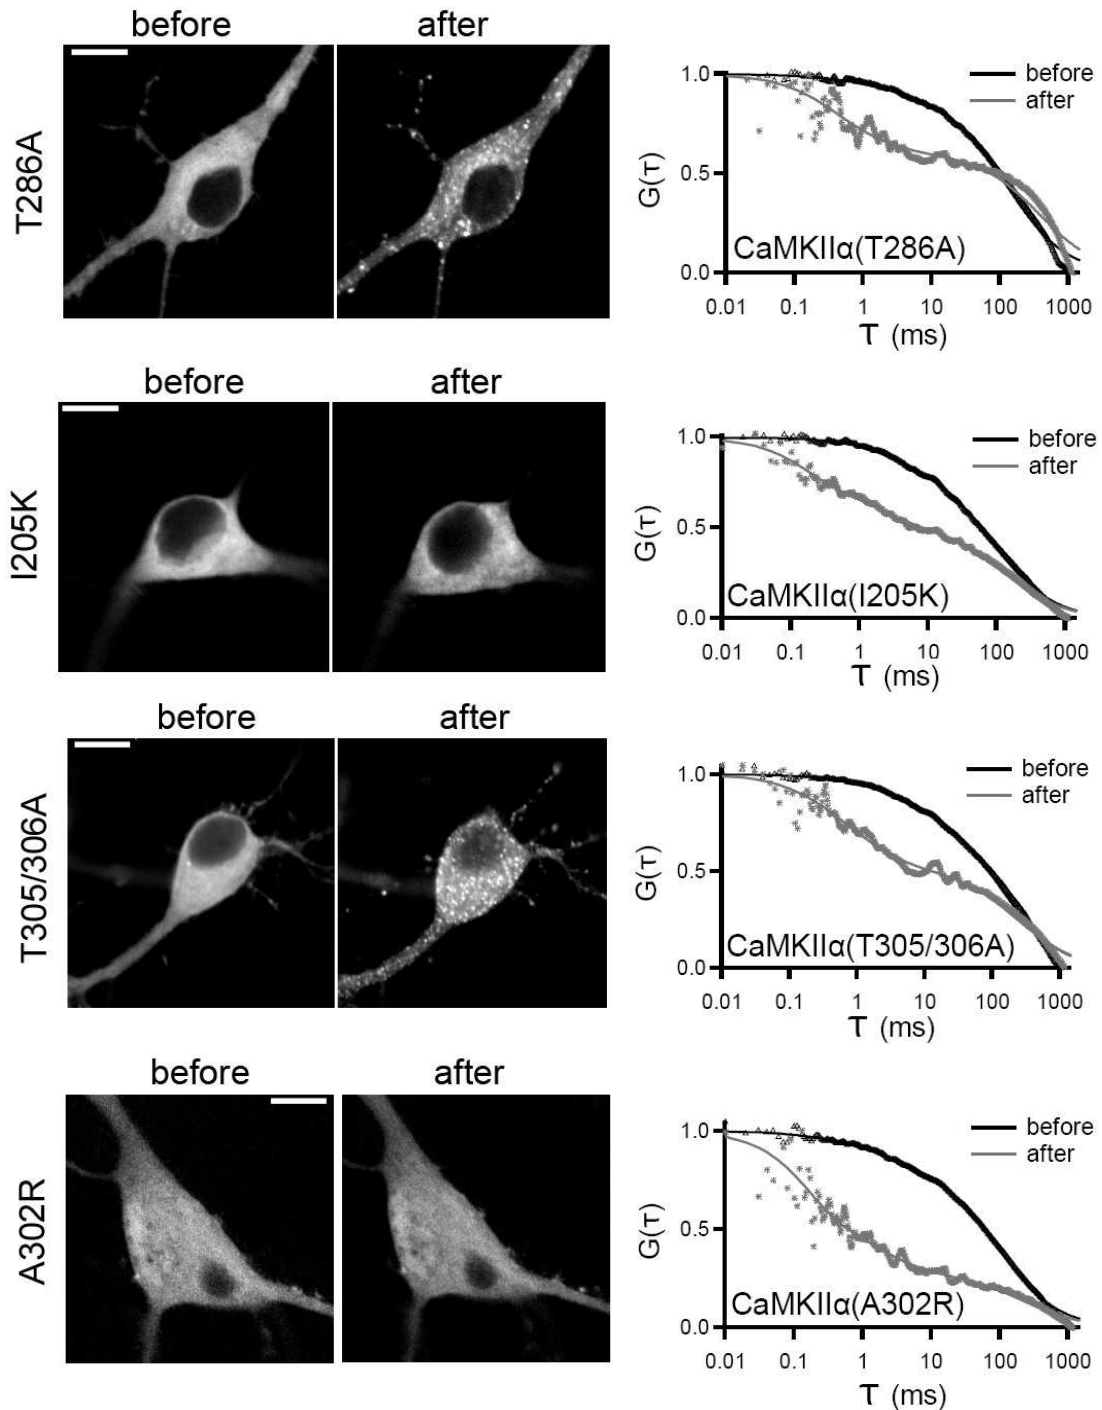 before after
T286A
before
after
1.0
0.5
0.0
G(τ)
CaMKIIα(T286A)
0.01 0.1 1 10 100 1000
τ (ms)
before after
I205K
before
after
1.0
0.5
0.0
G(τ)
CaMKIIα(I205K)
0.01 0.1 1 10 100 1000
τ (ms)
before after
T305/306A
before
after
1.0
0.5
0.0
G(τ)
CaMKIIα(T305/306A)
0.01 0.1 1 10 100 1000
τ (ms)
before after
A302R
before
after
1.0
0.5
0.0
G(τ)
CaMKIIα(A302R)
0.01 0.1 1 10 100 1000
τ (ms)